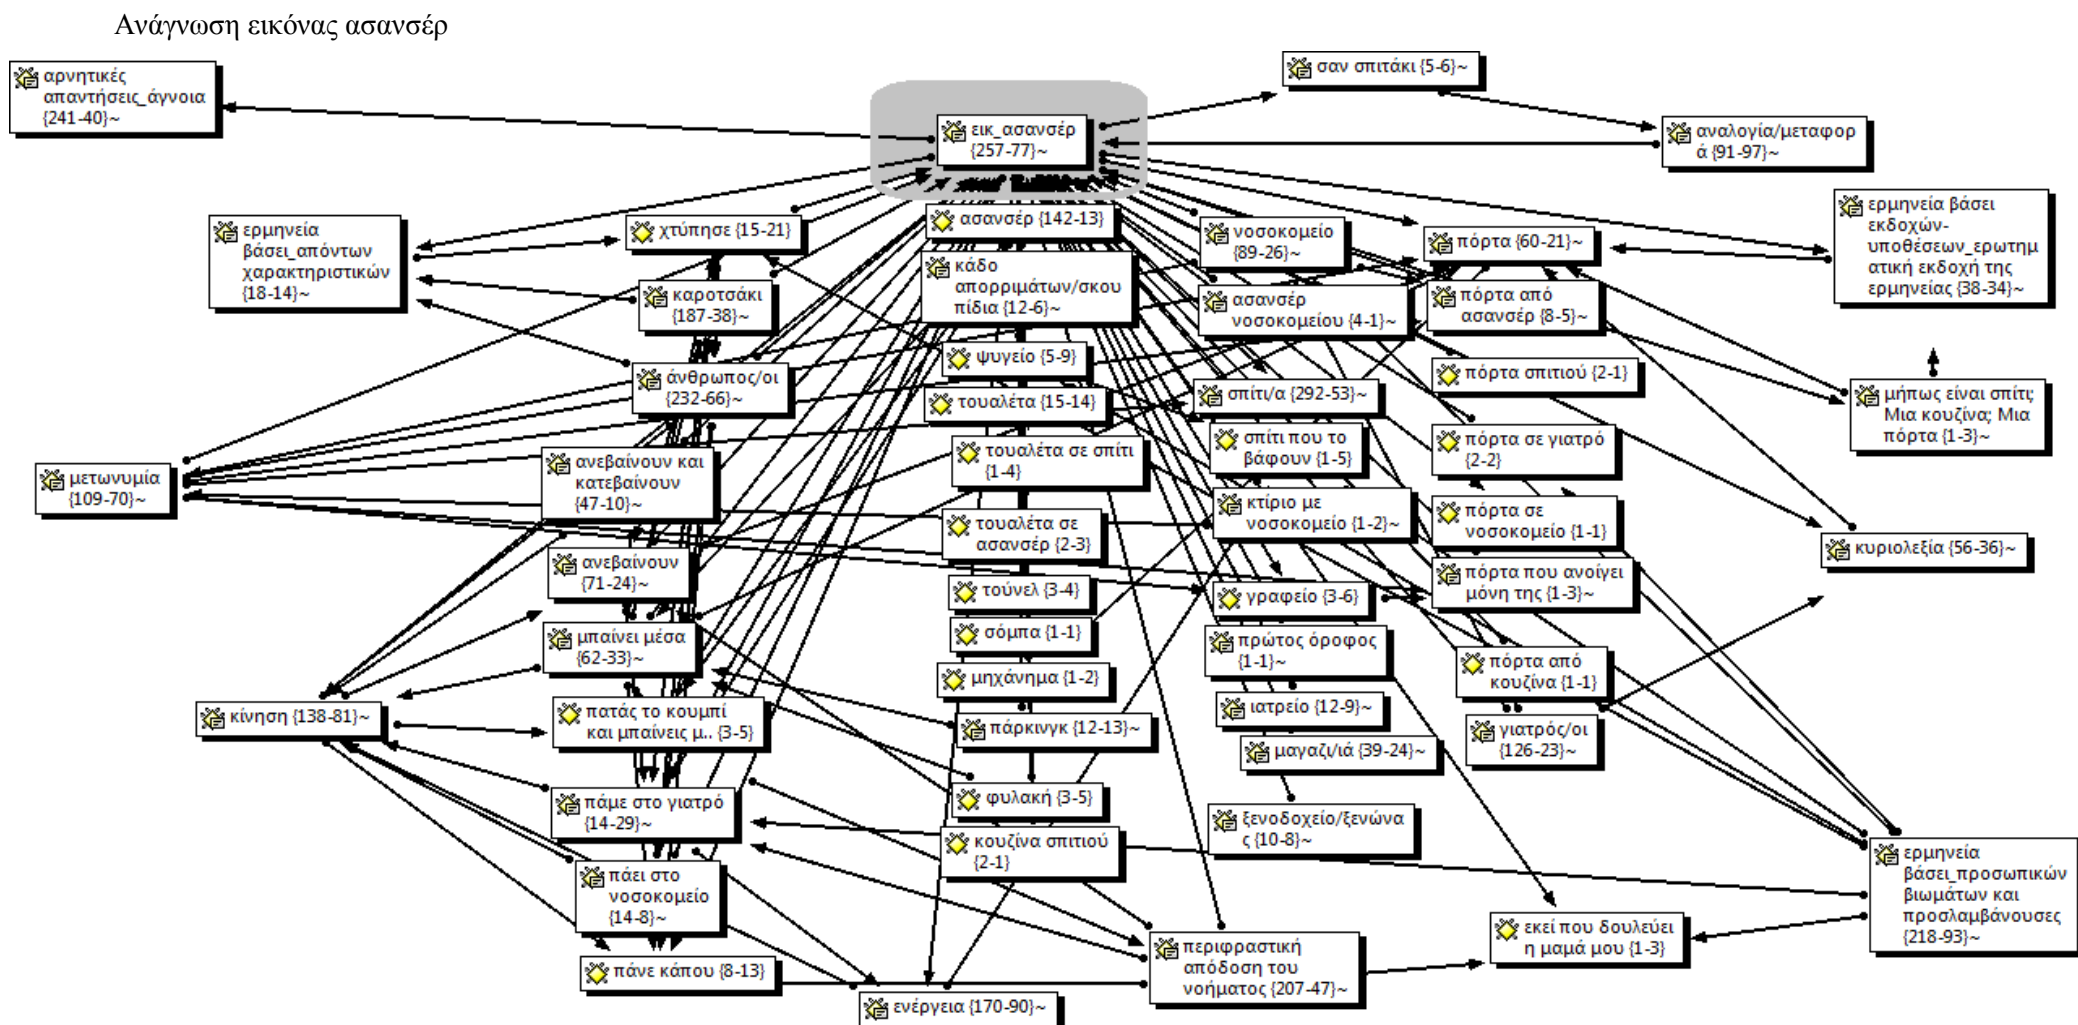 Ανάγνωση εικόνας ασανσέρ
σαν σπιτάκι {5-6}~
αρνητικές
απαντήσεις_άγνοια
{241-40}~
εικ_ασανσέρ
{257-77}~
αναλογία/μεταφορ
ά {91-97}~
ερμηνεία
βάσει_απόντων
χαρακτηριστικών
{18-14}~
χτύπησε {15-21}
ασανσέρ {142-13}
νοσοκομείο
{89-26}~
πόρτα {60-21}~
ερμηνεία βάσει
εκδοχών-
υποθέσεων_ερωτημ
ατική εκδοχή της
ερμηνείας {38-34}~
καροτσάκι
{187-38}~
κάδο
απορριμάτων/σκου
πίδια {12-6}~
ασανσέρ
νοσοκομείου {4-1}~
πόρτα από
ασανσέρ {8-5}~
άνθρωπος/οι
{232-66}~
ψυγείο {5-9}
πόρτα σπιτιού {2-1}
τουαλέτα {15-14}
σπίτι/α {292-53}~
μήπως είναι σπίτι;
Μια κουζίνα; Μια
πόρτα {1-3}~
μετωνυμία
{109-70}~
ανεβαίνουν και
κατεβαίνουν
{47-10}~
τουαλέτα σε σπίτι
{1-4}
σπίτι που το
βάφουν {1-5}
πόρτα σε γιατρό
{2-2}
τουαλέτα σε
ασανσέρ {2-3}
κτίριο με
νοσοκομείο {1-2}~
πόρτα σε
νοσοκομείο {1-1}
κυριολεξία {56-36}~
ανεβαίνουν
{71-24}~
τούνελ {3-4}
γραφείο {3-6}
πόρτα που ανοίγει
μόνη της {1-3}~
μπαίνει μέσα
{62-33}~
σόμπα {1-1}
πρώτος όροφος
{1-1}~
πόρτα από
κουζίνα {1-1}
κίνηση {138-81}~
πατάς το κουμπί
και μπαίνεις μ.. {3-5}
μηχάνημα {1-2}
πάρκινγκ {12-13}~
ιατρείο {12-9}~
μαγαζι/ιά {39-24}~
γιατρός/οι
{126-23}~
πάμε στο γιατρό
{14-29}~
φυλακή {3-5}
ξενοδοχείο/ξενώνα
ς {10-8}~
κουζίνα σπιτιού
{2-1}
ερμηνεία
βάσει_προσωπικών
βιωμάτων και
προσλαμβάνουσες
{218-93}~
πάει στο
νοσοκομείο
{14-8}~
εκεί που δουλεύει
η μαμά μου {1-3}
πάνε κάπου {8-13}
περιφραστική
απόδοση του
νοήματος {207-47}~
ενέργεια {170-90}~